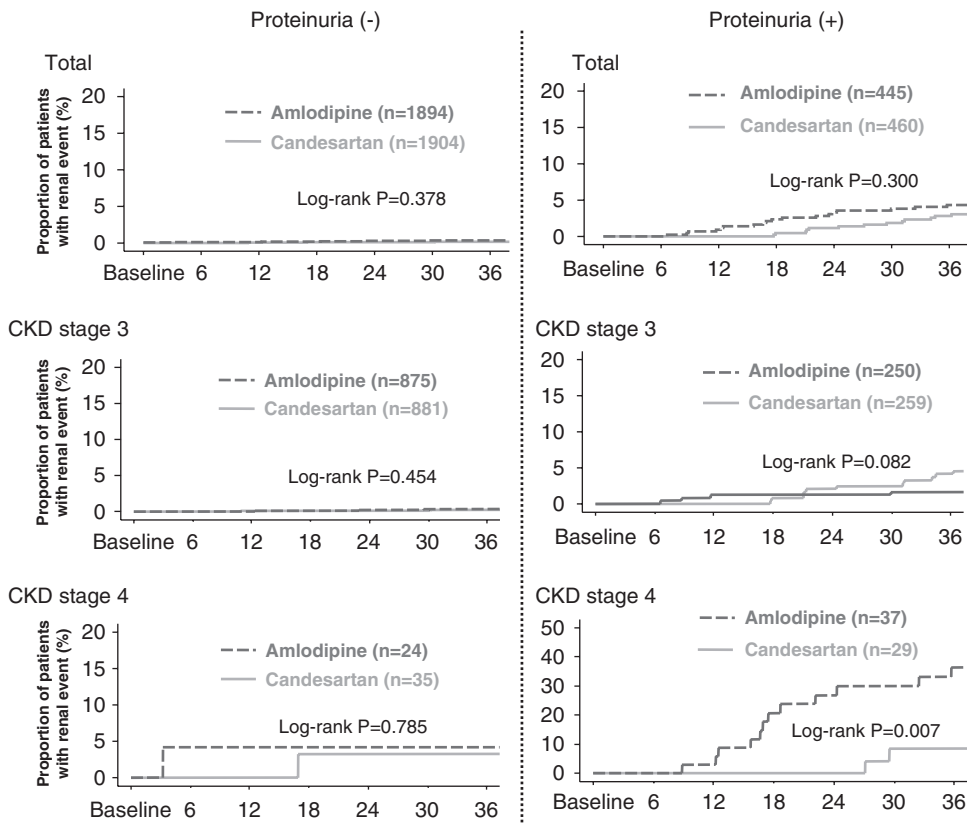 Proteinuria (-)
Total
Proportion of patients
with renal event (%)
20
15
10
5
0
Amlodipine (n=1894)
Candesartan (n=1904)
Log-rank P=0.378
Baseline 6 12 18 24 30 36
CKD stage 3
Proportion of patients
with renal event (%)
20
15
10
5
0
Amlodipine (n=875)
Candesartan (n=881)
Log-rank P=0.454
Baseline 6 12 18 24 30 36
CKD stage 4
Proportion of patients
with renal event (%)
20
15
10
5
0
Amlodipine (n=24)
Candesartan (n=35)
Log-rank P=0.785
Baseline 6 12 18 24 30 36
Proteinuria (+)
Total
20
15
10
5
0
Amlodipine (n=445)
Candesartan (n=460)
Log-rank P=0.300
Baseline 6 12 18 24 30 36
CKD stage 3
20
15
10
5
0
Amlodipine (n=250)
Candesartan (n=259)
Log-rank P=0.082
Baseline 6 12 18 24 30 36
CKD stage 4
50
40
30
20
10
0
Amlodipine (n=37)
Candesartan (n=29)
Log-rank P=0.007
Baseline 6 12 18 24 30 36